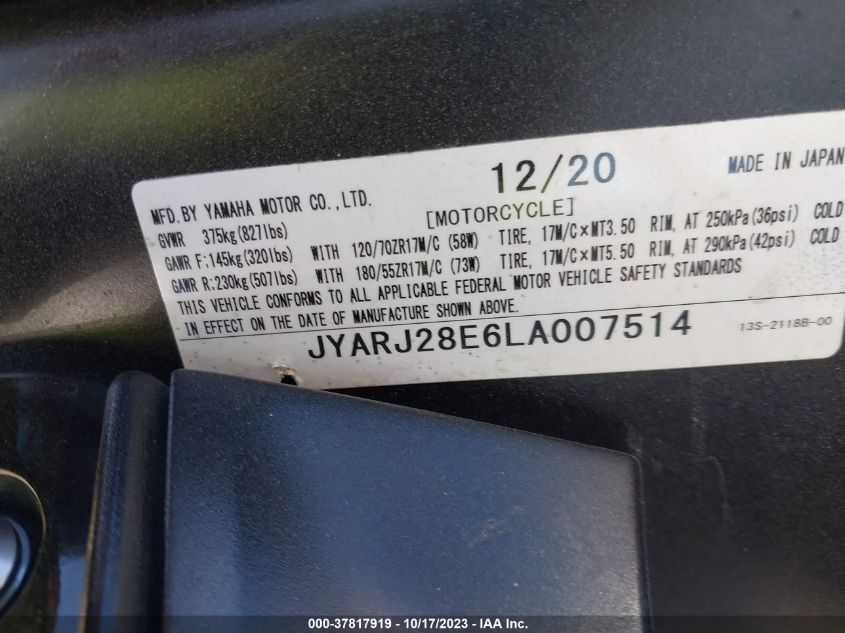 12/20
MADE IN JAPAN
MFD.BY YAMAHA MOTOR CO.,LTD.
[MOTORCYCLE]
GVWR 375kg(827lbs)
GAWR F:145kg(320lbs) WITH 120/70ZR17M/C (58W) TIRE, 17M/C×MT3.50 RIM, AT 250kPa(36psi) COLD
GAWR R:230kg(507lbs) WITH 180/55ZR17M/C (73W) TIRE, 17M/C×MT5.50 RIM, AT 290kPa(42psi) COLD
THIS VEHICLE CONFORMS TO ALL APPLICABLE FEDERAL MOTOR VEHICLE SAFETY STANDARDS
IN EFFECT ON THE DATE OF MANUFACTURE SHOWN ABOVE.
JYARJ28E6LA007514
13S-2118B-00
000-37817919 - 10/17/2023 - IAA Inc.